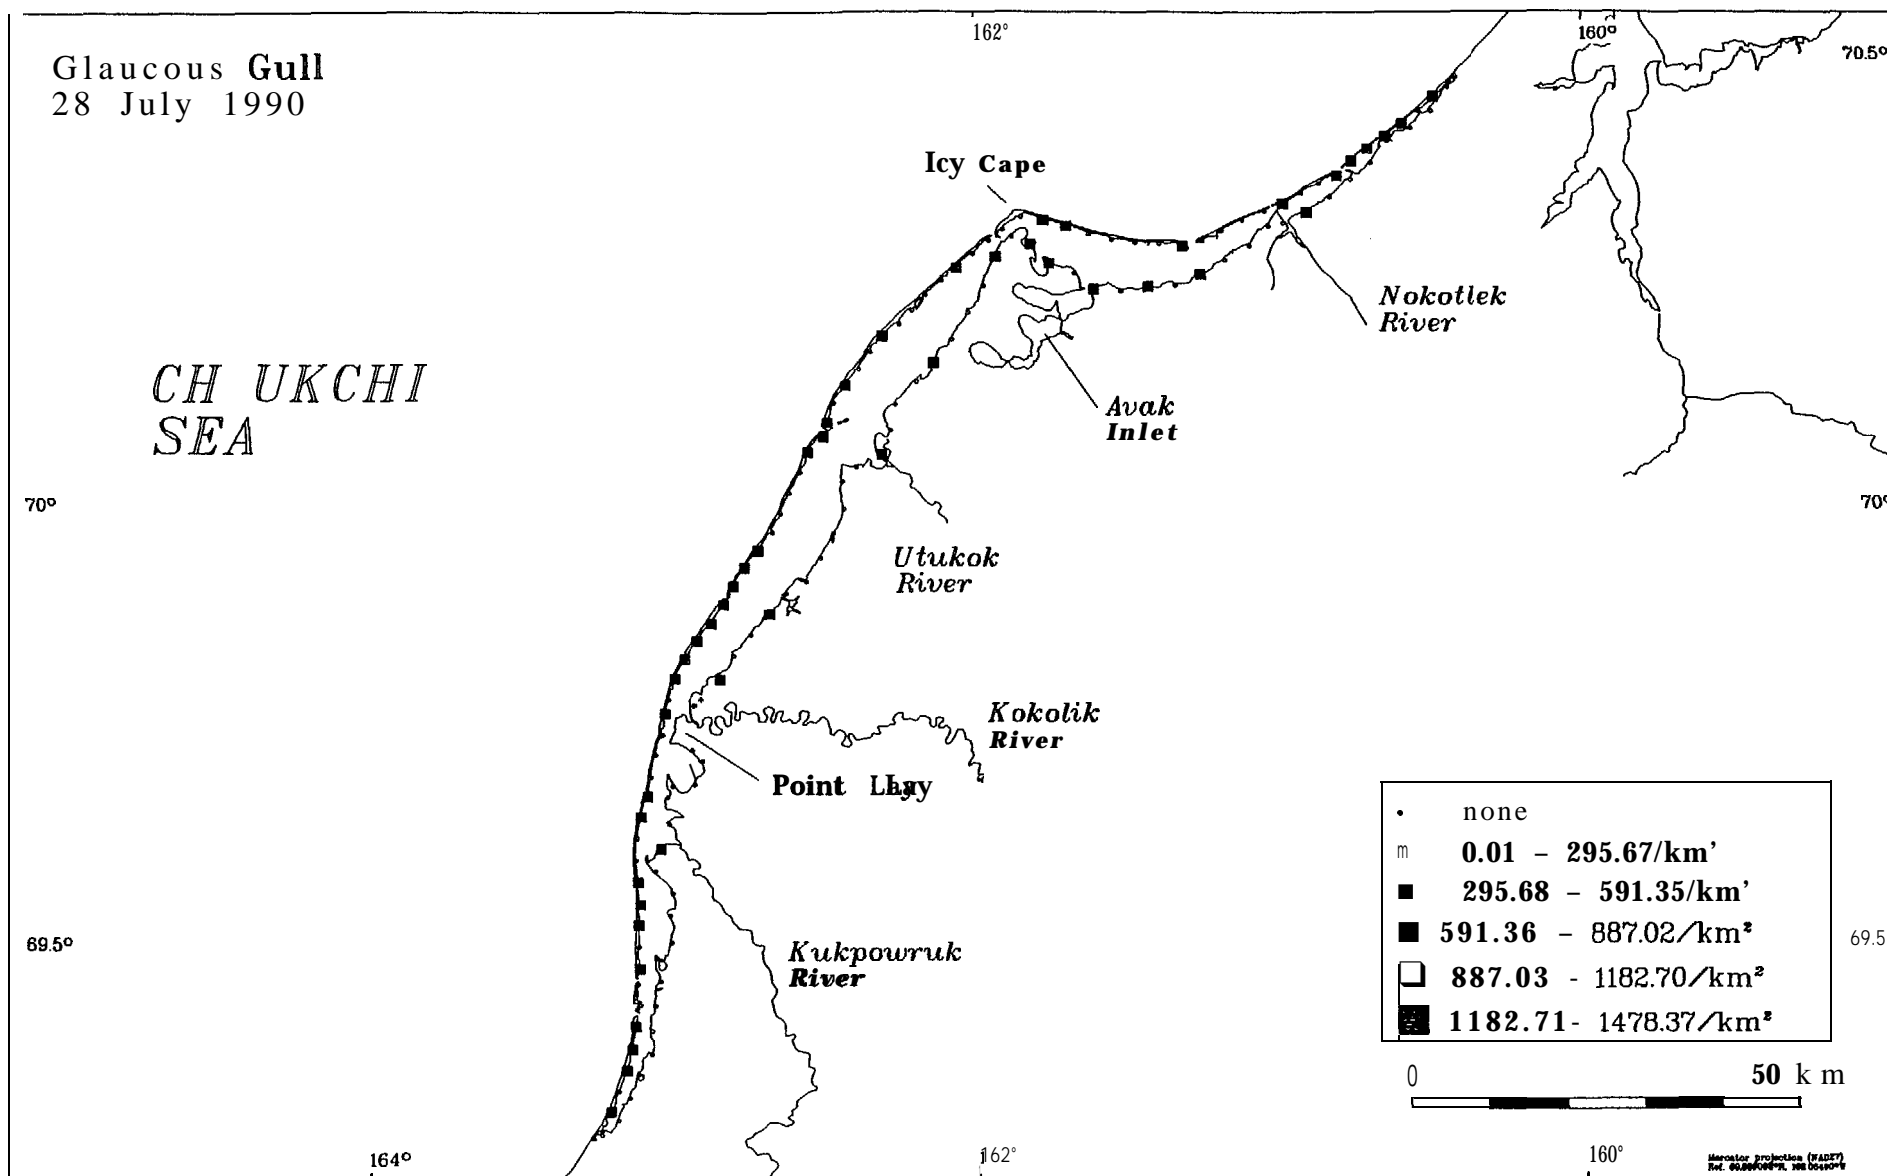 162°
160°
70.5°
Glaucous Gull
28 July 1990
Icy Cape
Nokotlek
River
CH UKCHI
SEA
Avak
Inlet
70°
70°
Utukok
River
Kokolik
River
Point
none
m 0.01 – 295.67/km'
295.68 – 591.35/km'
591.36 – 887.02/km²
887.03 - 1182.70/km²
1182.71- 1478.37/km²
69.5°
69.5
Kukpowruk
River
0 50 km
164°
162°
160°
Mercator projection (NAD27)